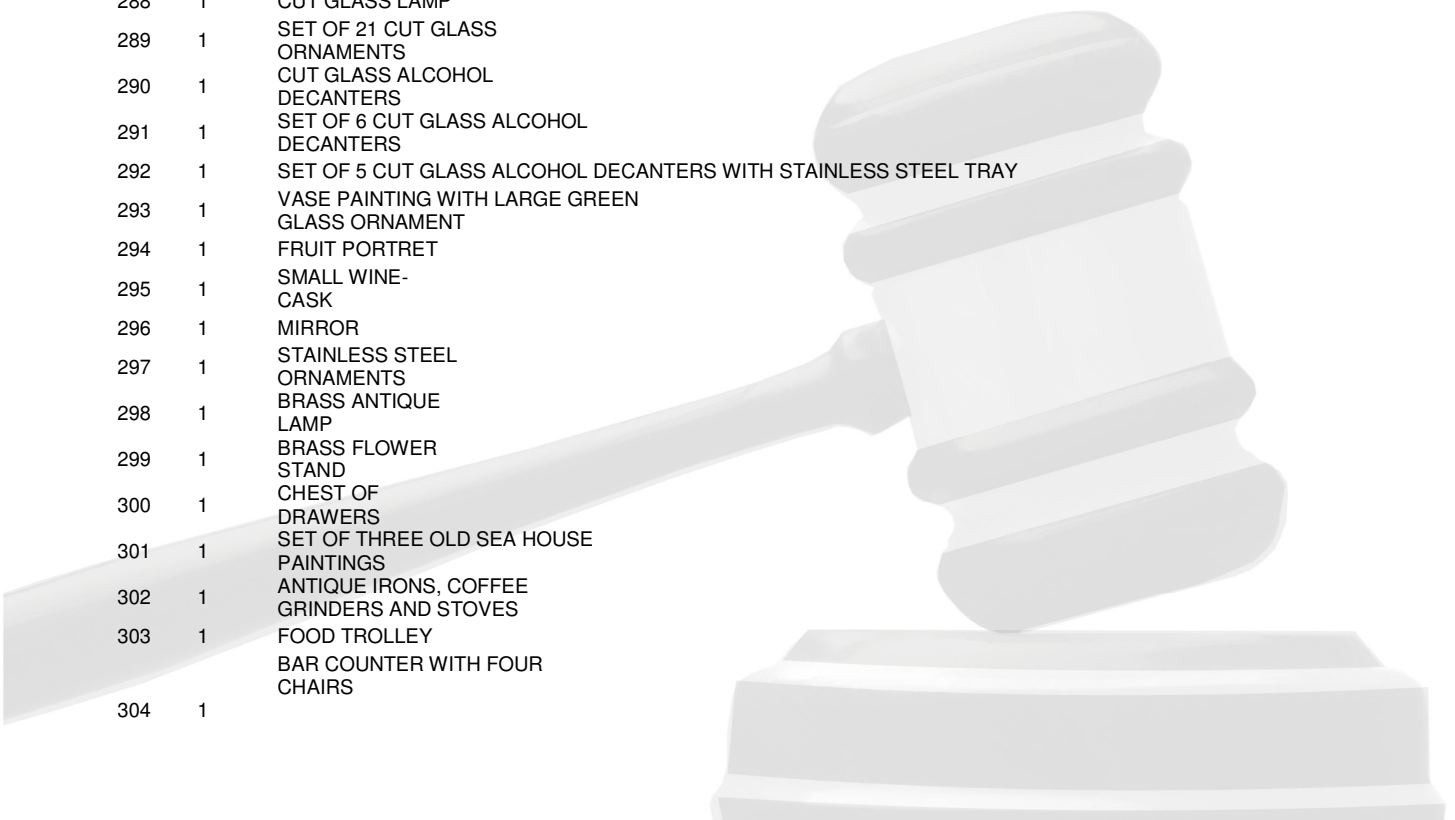 288 1 CUT GLASS LAMP
289 1 SET OF 21 CUT GLASS
ORNAMENTS
290 1 CUT GLASS ALCOHOL
DECANTERS
291 1 SET OF 6 CUT GLASS ALCOHOL
DECANTERS
292 1 SET OF 5 CUT GLASS ALCOHOL DECANTERS WITH STAINLESS STEEL TRAY
293 1 VASE PAINTING WITH LARGE GREEN
GLASS ORNAMENT
294 1 FRUIT PORTRET
295 1 SMALL WINE-
CASK
296 1 MIRROR
297 1 STAINLESS STEEL
ORNAMENTS
298 1 BRASS ANTIQUE
LAMP
299 1 BRASS FLOWER
STAND
300 1 CHEST OF
DRAWERS
301 1 SET OF THREE OLD SEA HOUSE
PAINTINGS
302 1 ANTIQUE IRONS, COFFEE
GRINDERS AND STOVES
303 1 FOOD TROLLEY
BAR COUNTER WITH FOUR
CHAIRS
304 1